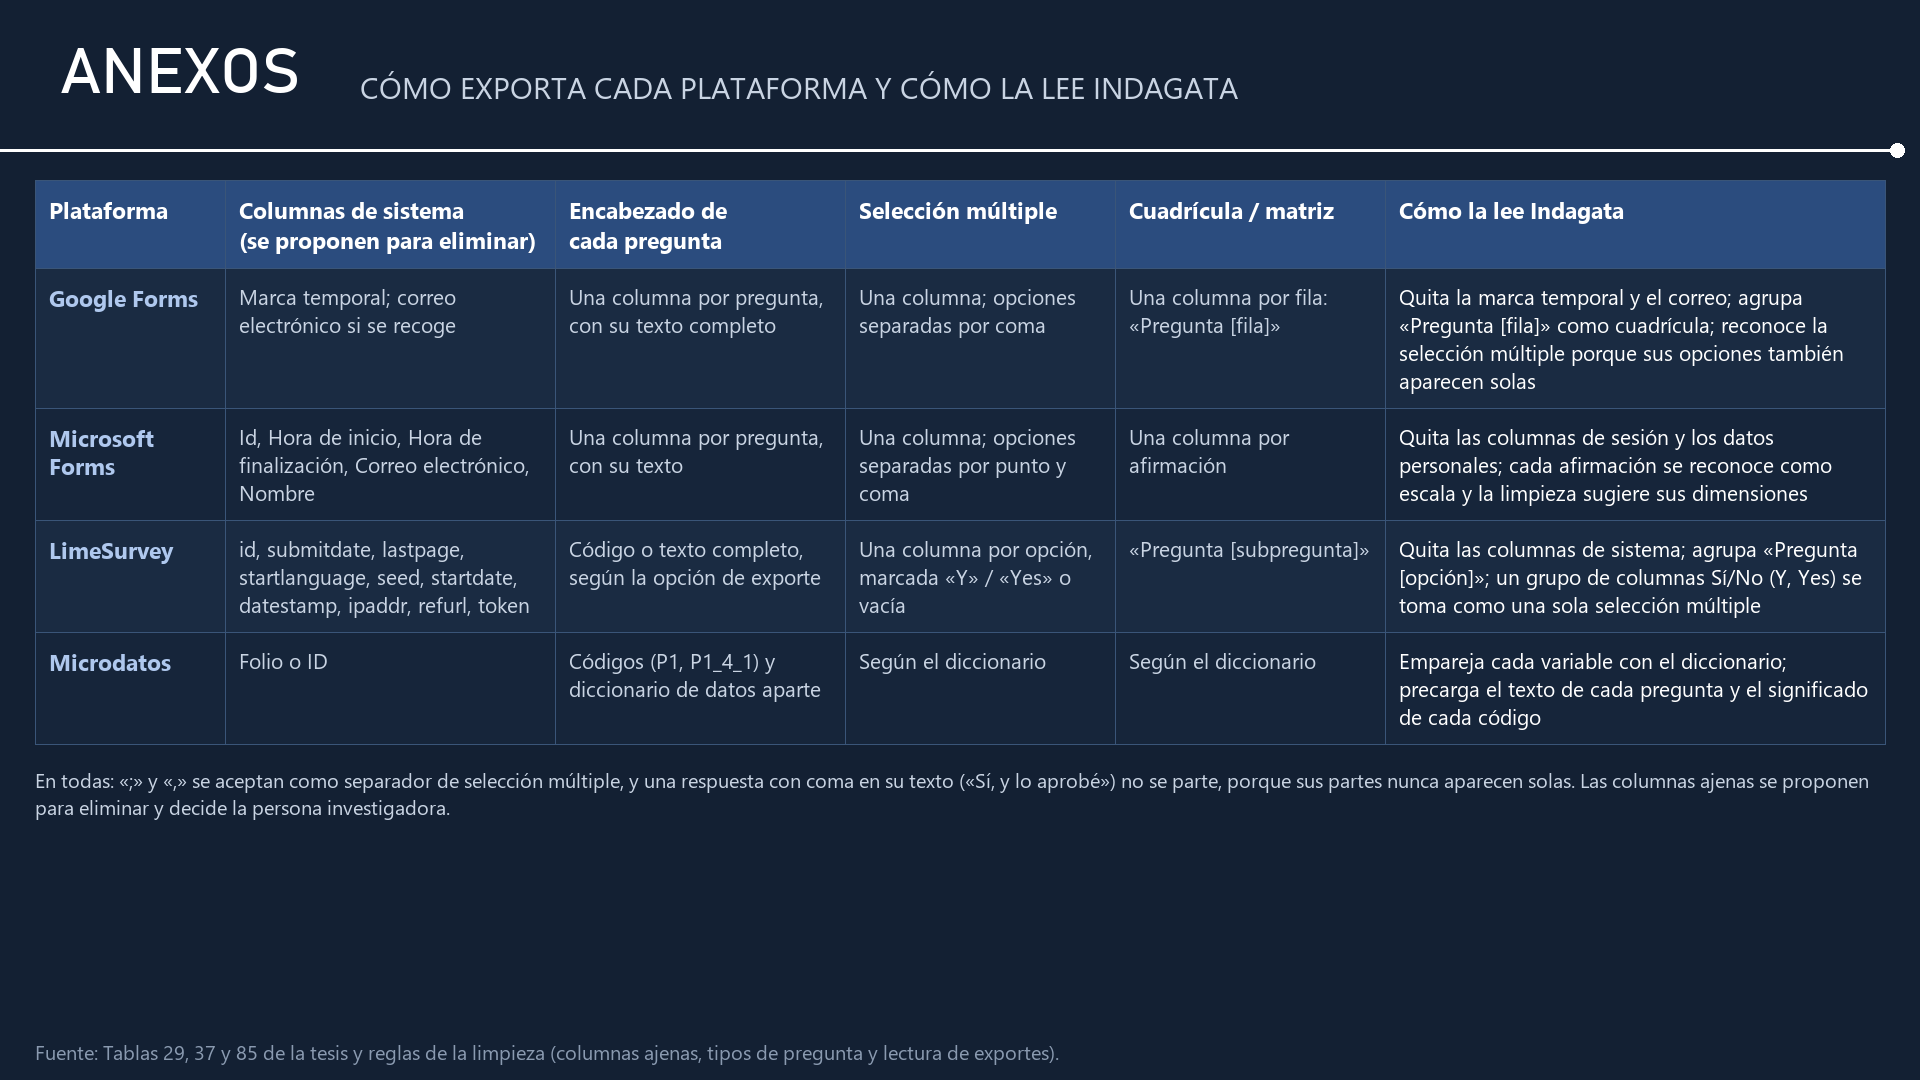 ANEXOS
CÓMO EXPORTA CADA PLATAFORMA Y CÓMO LA LEE INDAGATA
Plataforma
Columnas de sistema
(se proponen para eliminar)
Encabezado de
cada pregunta
Selección múltiple
Cuadrícula / matriz
Cómo la lee Indagata
Google Forms
Marca temporal; correo
electrónico si se recoge
Una columna por pregunta,
con su texto completo
Una columna; opciones
separadas por coma
Una columna por fila:
«Pregunta [fila]»
Quita la marca temporal y el correo; agrupa
«Pregunta [fila]» como cuadrícula; reconoce la
selección múltiple porque sus opciones también
aparecen solas
Microsoft
Forms
Id, Hora de inicio, Hora de
finalización, Correo electrónico,
Nombre
Una columna por pregunta,
con su texto
Una columna; opciones
separadas por punto y
coma
Una columna por
afirmación
Quita las columnas de sesión y los datos
personales; cada afirmación se reconoce como
escala y la limpieza sugiere sus dimensiones
LimeSurvey
id, submitdate, lastpage,
startlanguage, seed, startdate,
datestamp, ipaddr, refurl, token
Código o texto completo,
según la opción de exporte
Una columna por opción,
marcada «Y» / «Yes» o
vacía
«Pregunta [subpregunta]»
Quita las columnas de sistema; agrupa «Pregunta
[opción]»; un grupo de columnas Sí/No (Y, Yes) se
toma como una sola selección múltiple
Microdatos
Folio o ID
Códigos (P1, P1_4_1) y
diccionario de datos aparte
Según el diccionario
Según el diccionario
Empareja cada variable con el diccionario;
precarga el texto de cada pregunta y el significado
de cada código
En todas: «;» y «,» se aceptan como separador de selección múltiple, y una respuesta con coma en su texto («Sí, y lo aprobé») no se parte, porque sus partes nunca aparecen solas. Las columnas ajenas se proponen
para eliminar y decide la persona investigadora.
Fuente: Tablas 29, 37 y 85 de la tesis y reglas de la limpieza (columnas ajenas, tipos de pregunta y lectura de exportes).